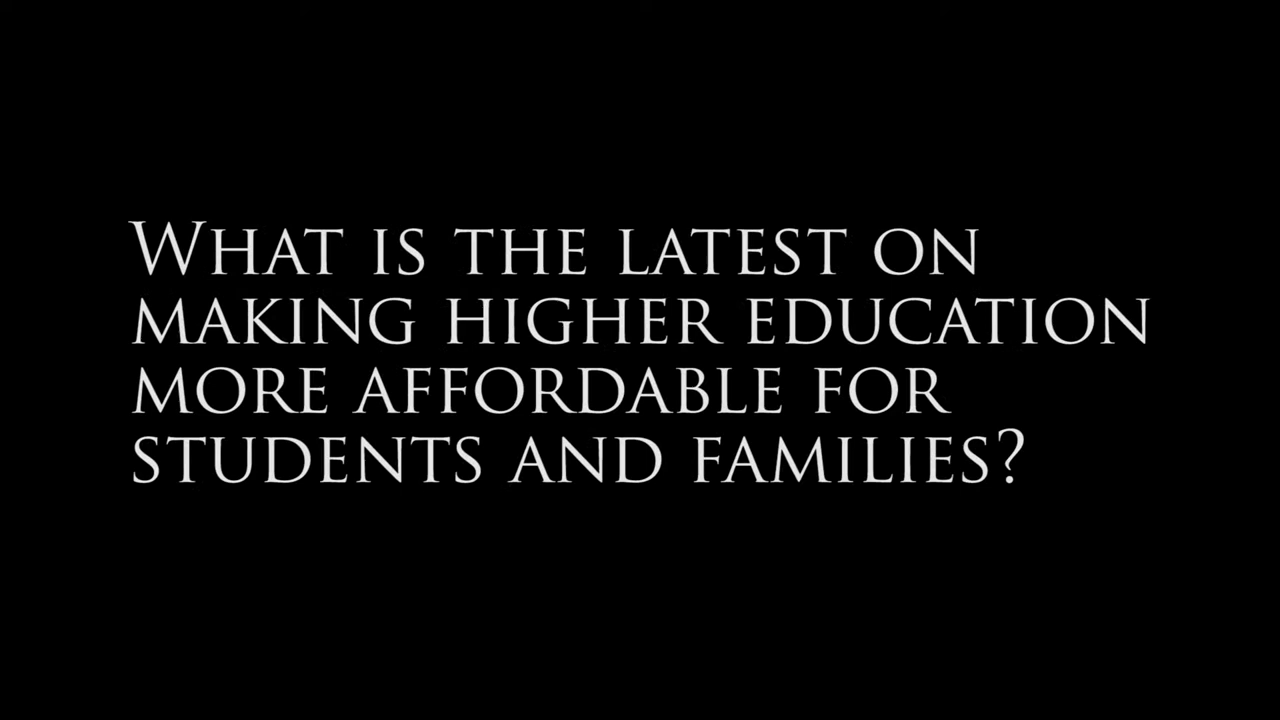 What is the latest on
making higher education
more affordable for
students and families?